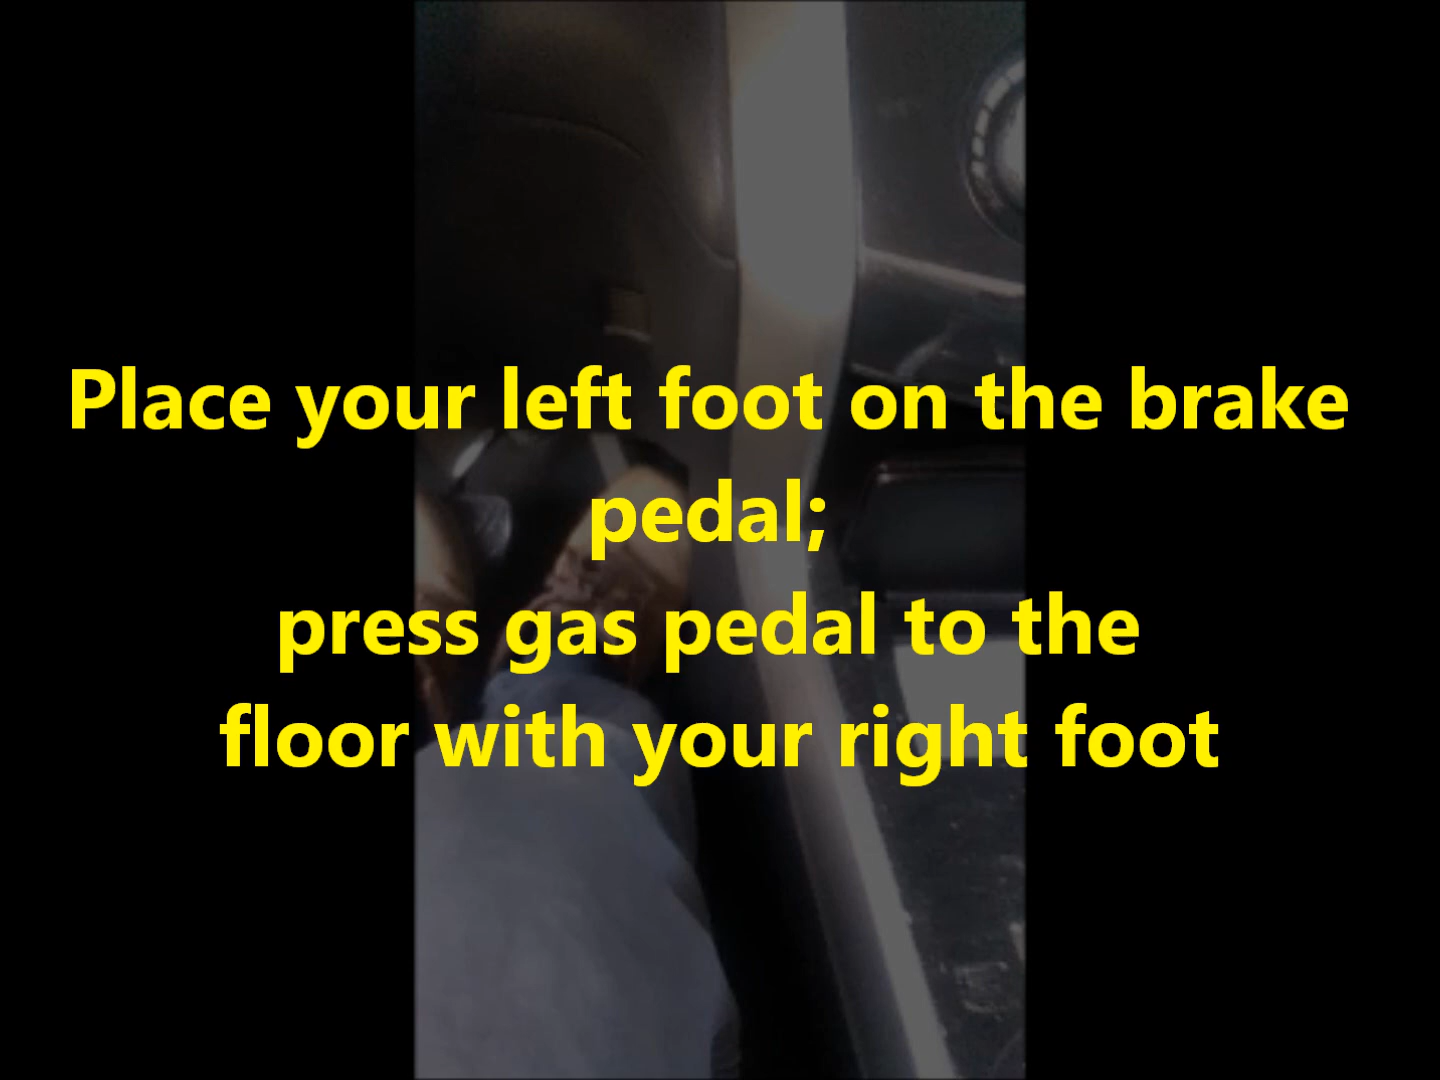 Place your left foot on the brake
pedal;
press gas pedal to the
floor with your right foot